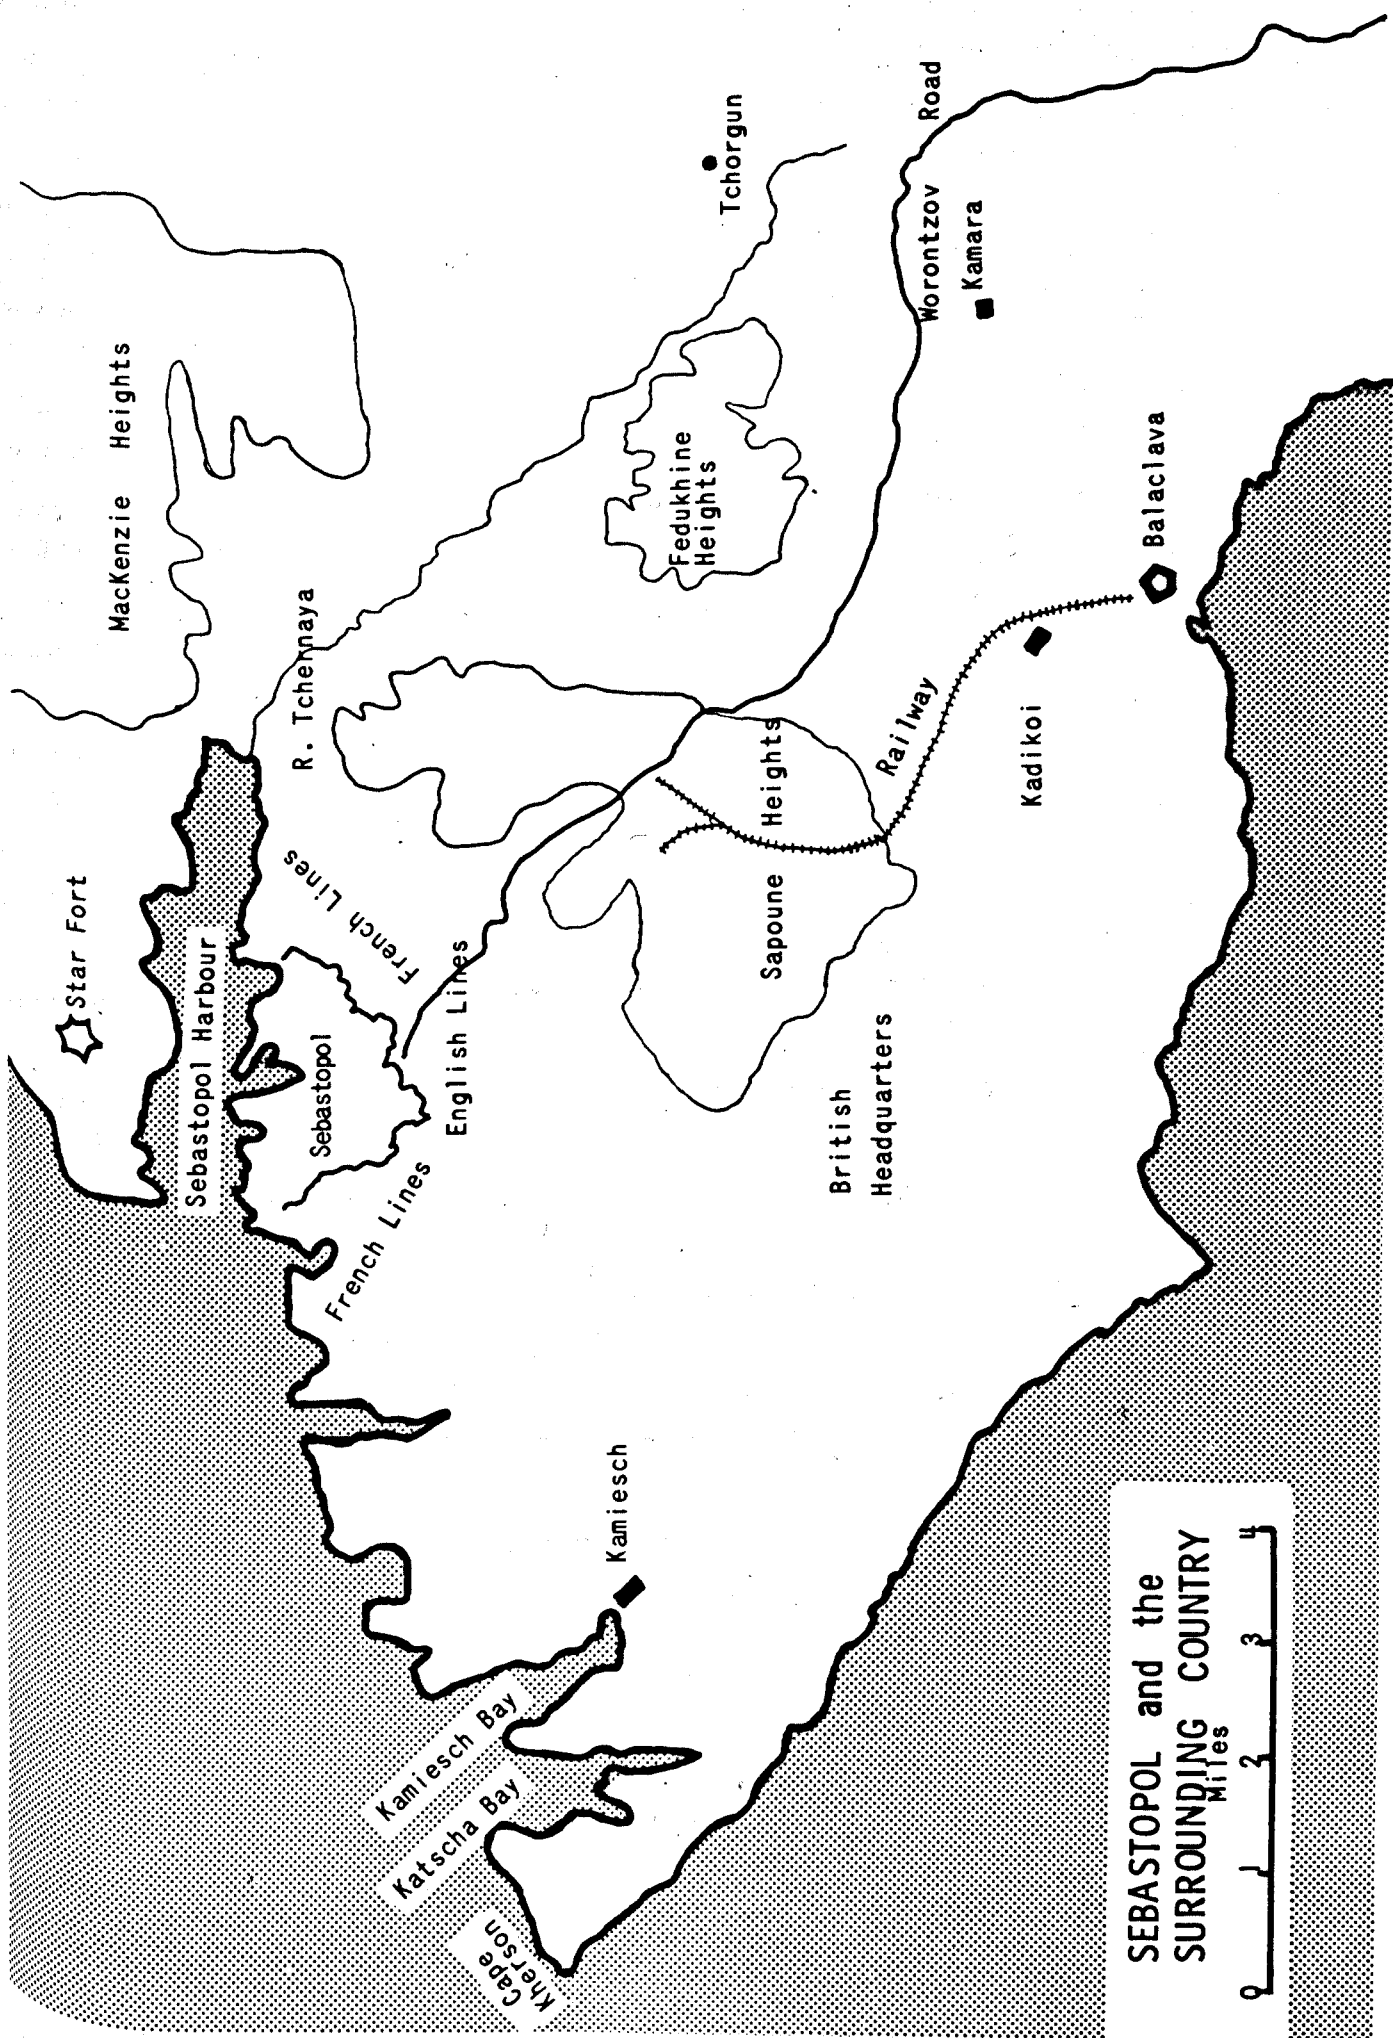 Star Fort
MacKenzie Heights
Sebastopol Harbour
R. Tchernaya
Sebastopol
French Lines
French Lines
English Lines
Kamiesch Bay
Katscha Bay
Cape
Kherson
Kamiesch
Fedukhine
Heights
Tchorgun
Sapoune Heights
British
Headquarters
Railway
Worontzov Road
Kamara
Kadikoi
Balaclava
SEBASTOPOL and the
SURROUNDING COUNTRY
Miles
0 1 2 3 4